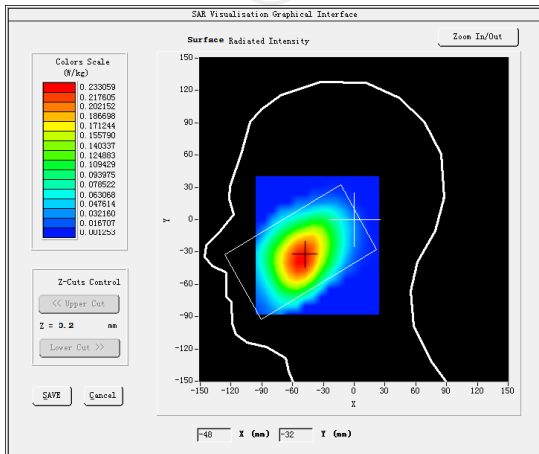 SAR Visualisation Graphical Interface
Surface Radiated Intensity
Zoom In/Out
Colors Scale
(W/kg)
0.233059
0.217605
0.202152
0.186698
0.171244
0.155790
0.140337
0.124883
0.109429
0.093975
0.078522
0.063068
0.047614
0.032160
0.016707
0.001253
Z-Cuts Control
<< Upper Cut
Z = 0.2 mm
Lower Cut >>
SAVE
Cancel
150
120
90
60
30
0
-30
-60
-90
-120
-150
Y
-150 -120 -90 -60 -30 0 30 60 90 120 150
X
-48 X (mm) -32 Y (mm)